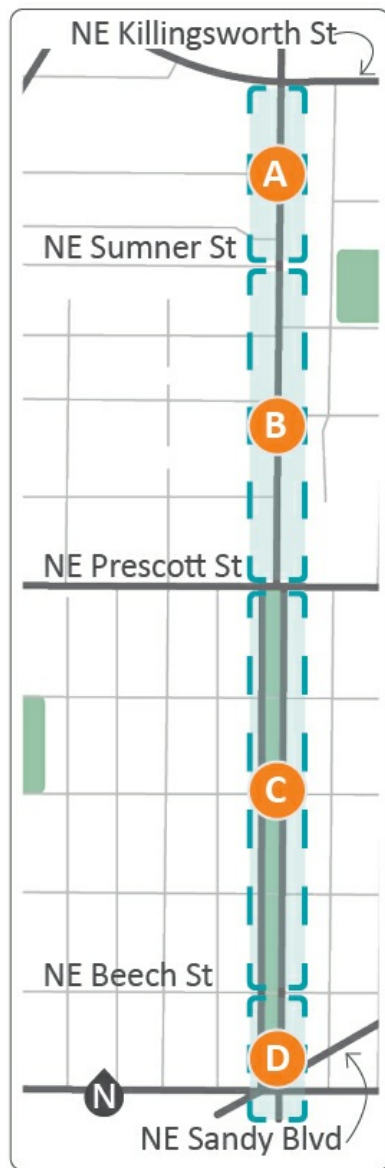 NE Killingsworth St
A
NE Sumner St
B
NE Prescott St
C
NE Beech St
D
N
NE Sandy Blvd